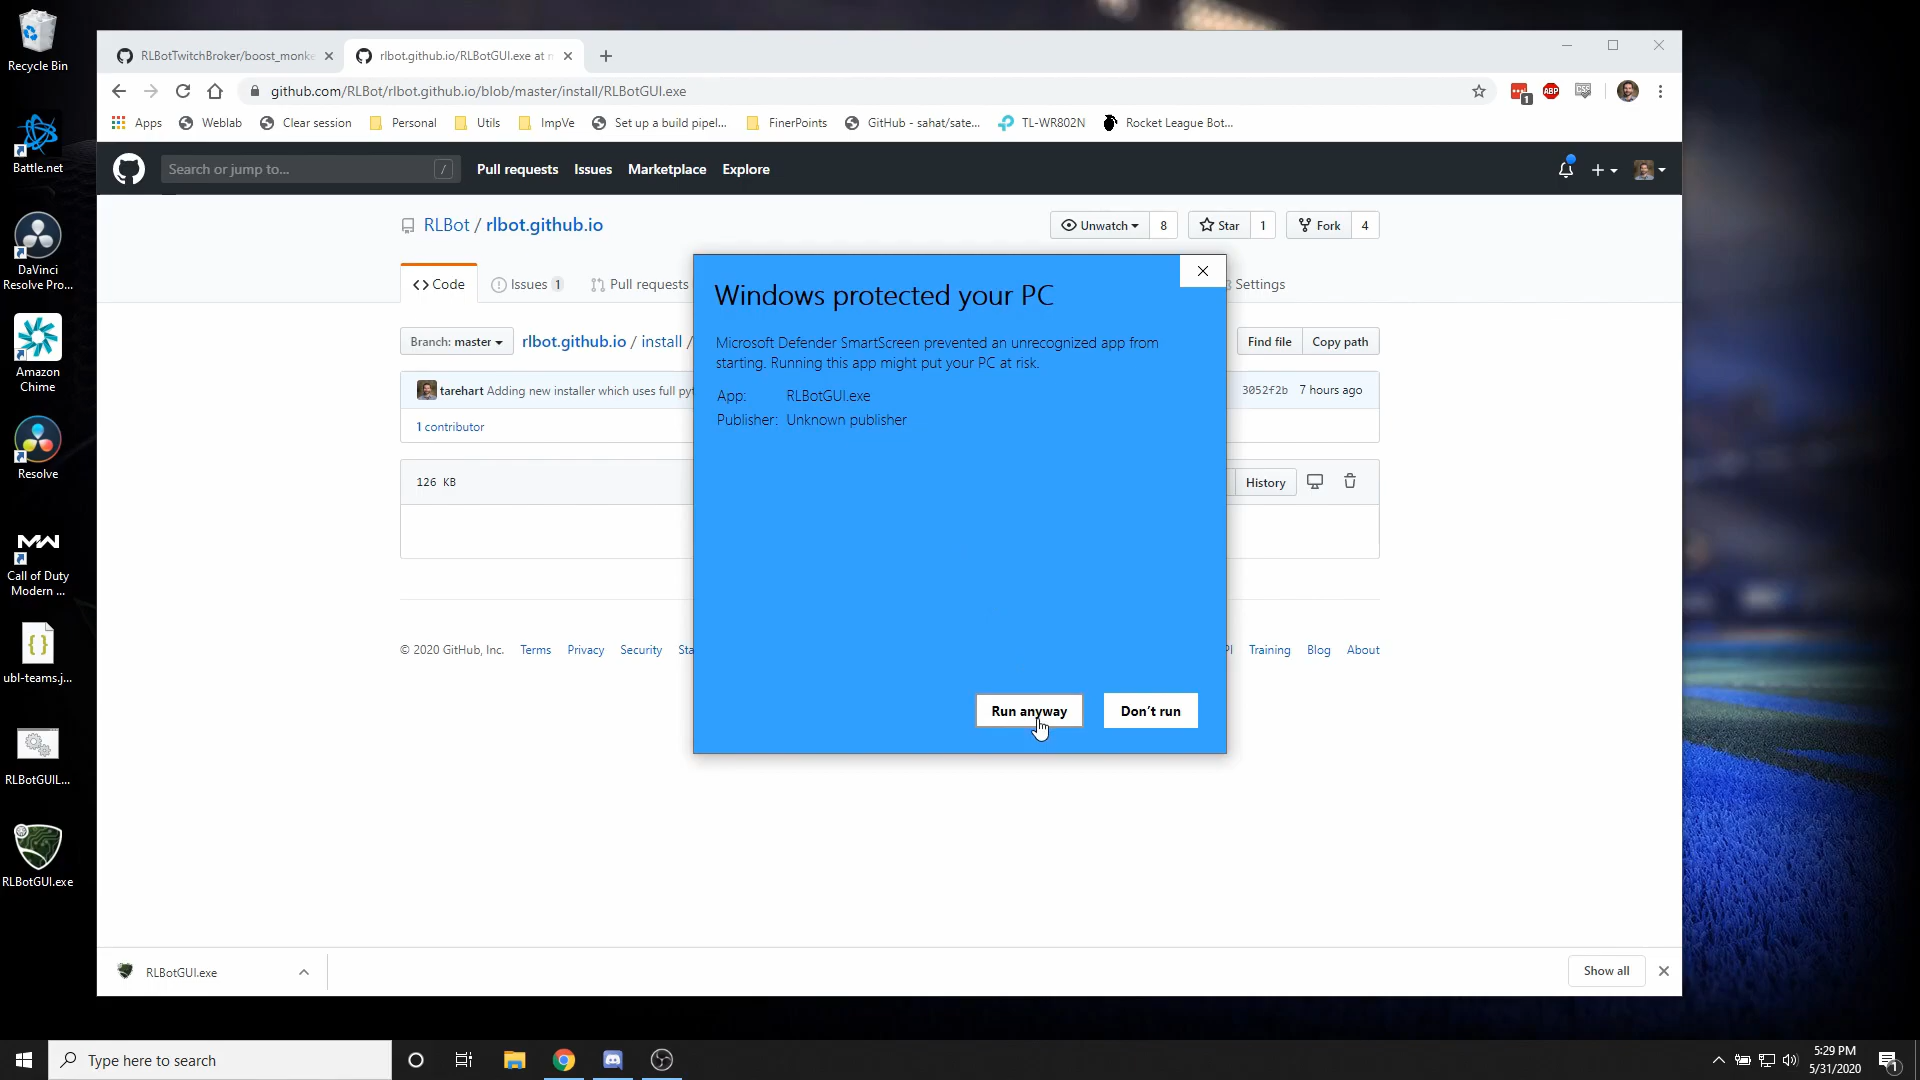 Recycle Bin
Battle.net
DaVinci
Resolve Pro...
Amazon
Chime
Resolve
Call of Duty
Modern ...
ubl-teams.j...
RLBotGUIL...
RLBotGUI.exe
RLBotTwitchBroker/boost_monke
rlbot.github.io/RLBotGUI.exe at
github.com/RLBot/rlbot.github.io/blob/master/install/RLBotGUI.exe
1
ABP
CSS
Apps
Weblab
Clear session
Personal
Utils
ImpVe
Set up a build pipel...
FinerPoints
GitHub - sahat/sate...
TL-WR802N
Rocket League Bot...
Search or jump to...
/
Pull requests
Issues
Marketplace
Explore
RLBot / rlbot.github.io
Unwatch
8
Star
1
Fork
4
Code
Issues 1
Pull requests
Settings
Branch: master
rlbot.github.io / install /
Find file
Copy path
tarehart Adding new installer which uses full py
3052f2b 7 hours ago
1 contributor
126 KB
History
© 2020 GitHub, Inc.
Terms
Privacy
Security
Sta
PI
Training
Blog
About
Windows protected your PC
Microsoft Defender SmartScreen prevented an unrecognized app from
starting. Running this app might put your PC at risk.
App: RLBotGUI.exe
Publisher: Unknown publisher
Run anyway
Don't run
RLBotGUI.exe
Show all
Type here to search
5:29 PM
5/31/2020
1